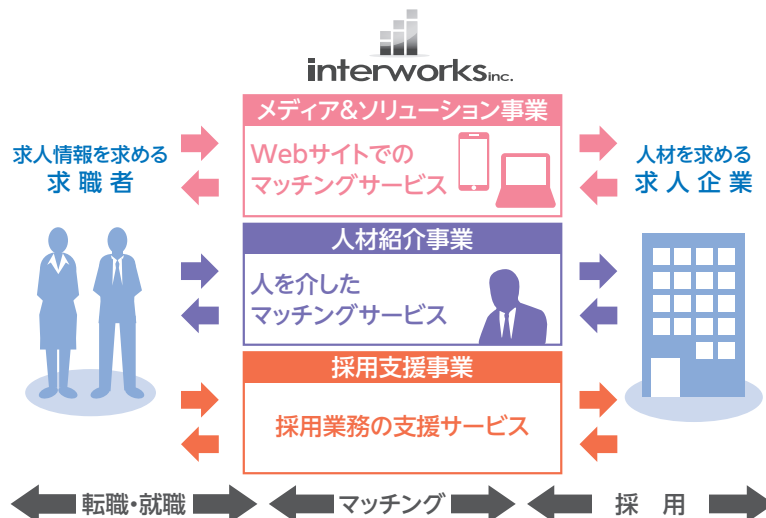 interworks inc.
メディア&ソリューション事業
Webサイトでの
マッチングサービス
求人情報を求める
求職者
人材を求める
求人企業
人材紹介事業
人を介した
マッチングサービス
採用支援事業
採用業務の支援サービス
転職・就職
マッチング
採 用